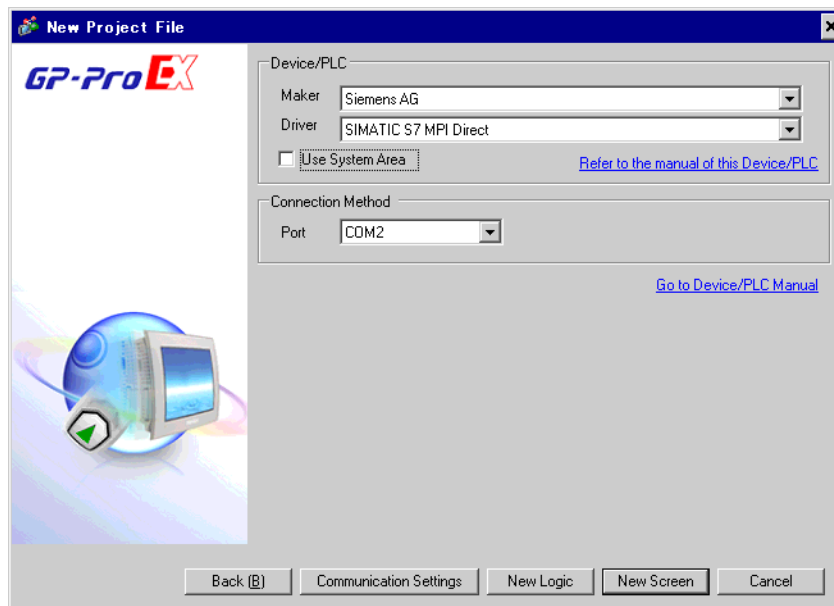 New Project File
GP-Pro EX
Device/PLC
Maker Siemens AG
Driver SIMATIC S7 MPI Direct
Use System Area Refer to the manual of this Device/PLC
Connection Method
Port COM2
Go to Device/PLC Manual
Back (B) Communication Settings New Logic New Screen Cancel